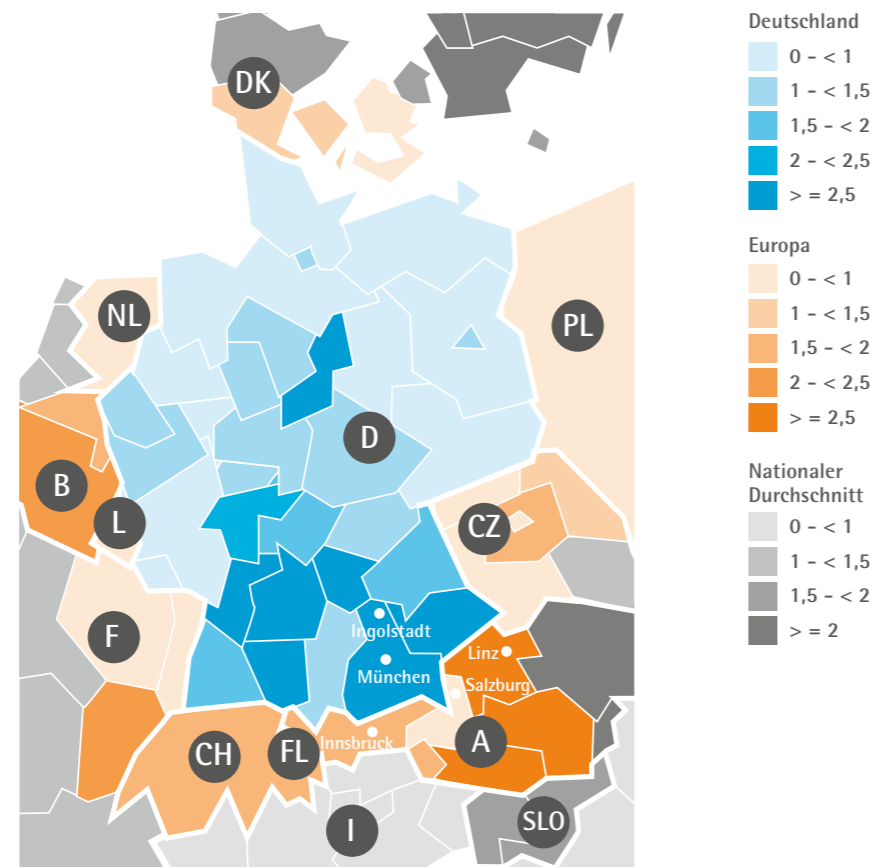 DK
NL
PL
D
B
L
CZ
F
Ingolstadt
Linz
München
Salzburg
Innsbruck
CH
FL
A
I
SLO
Deutschland
0 - < 1
1 - < 1,5
1,5 - < 2
2 - < 2,5
> = 2,5
Europa
0 - < 1
1 - < 1,5
1,5 - < 2
2 - < 2,5
> = 2,5
Nationaler
Durchschnitt
0 - < 1
1 - < 1,5
1,5 - < 2
> = 2